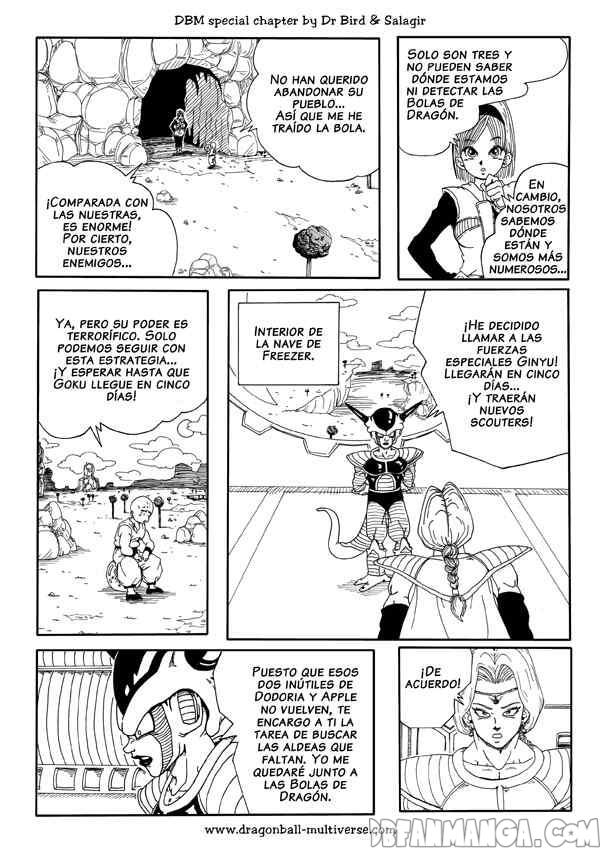 DBM special chapter by Dr Bird & Salagir
No han querido
abandonar su
pueblo...
Así que me he
traído la bola.
¡Comparada con
las nuestras,
es enorme!
Por cierto,
nuestros
enemigos...
Solo son tres y
no pueden saber
dónde estamos
ni detectar las
Bolas de
Dragón.
En
cambio,
nosotros
sabemos
dónde
están y
somos más
numerosos...
Ya, pero su poder es
terrorífico. Solo
podemos seguir con
esta estrategia...
¡Y esperar hasta que
Goku llegue en cinco
días!
Interior de
la nave de
Freezer.
¡He decidido
llamar a las
fuerzas
especiales Ginyu!
Llegarán en cinco
días...
¡Y traerán
nuevos
scouters!
Puesto que esos
dos inútiles de
Dodoria y Apple
no vuelven, te
encargo a ti la
tarea de buscar
las aldeas que
faltan. Yo me
quedaré junto a
las Bolas de
Dragón.
¡De
acuerdo!
www.dragonball-multiverse.com
DBFANMANGA.COM